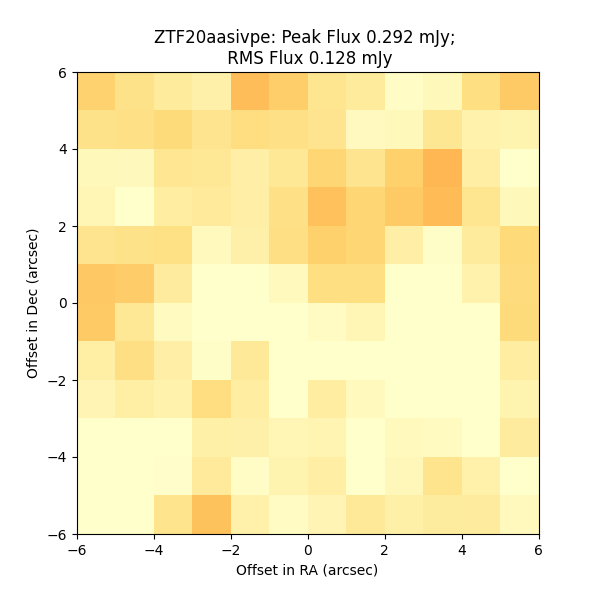 ZTF20aasivpe: Peak Flux 0.292 mJy;
RMS Flux 0.128 mJy
6
4
2
0
−2
−4
−6
Offset in Dec (arcsec)
−6 −4 −2 0 2 4 6
Offset in RA (arcsec)